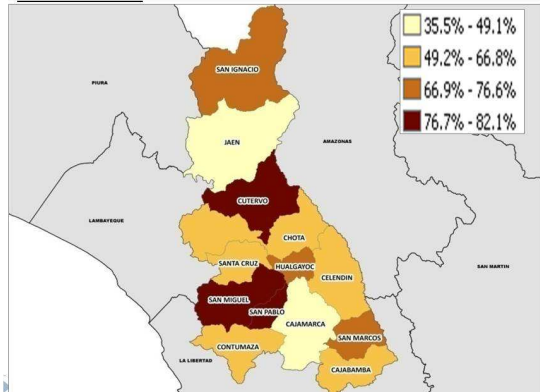 35.5% - 49.1%
49.2% - 66.8%
66.9% - 76.6%
76.7% - 82.1%
SAN IGNACIO
PIURA
JAEN
AMAZONAS
CUTERVO
LAMBAYEQUE
CHOTA
SANTA CRUZ
HUALGAYOC
SAN MARTIN
CELENDIN
SAN MIGUEL
SAN PABLO
CAJAMARCA
SAN MARCOS
CONTUMAZA
LA LIBERTAD
CAJABAMBA